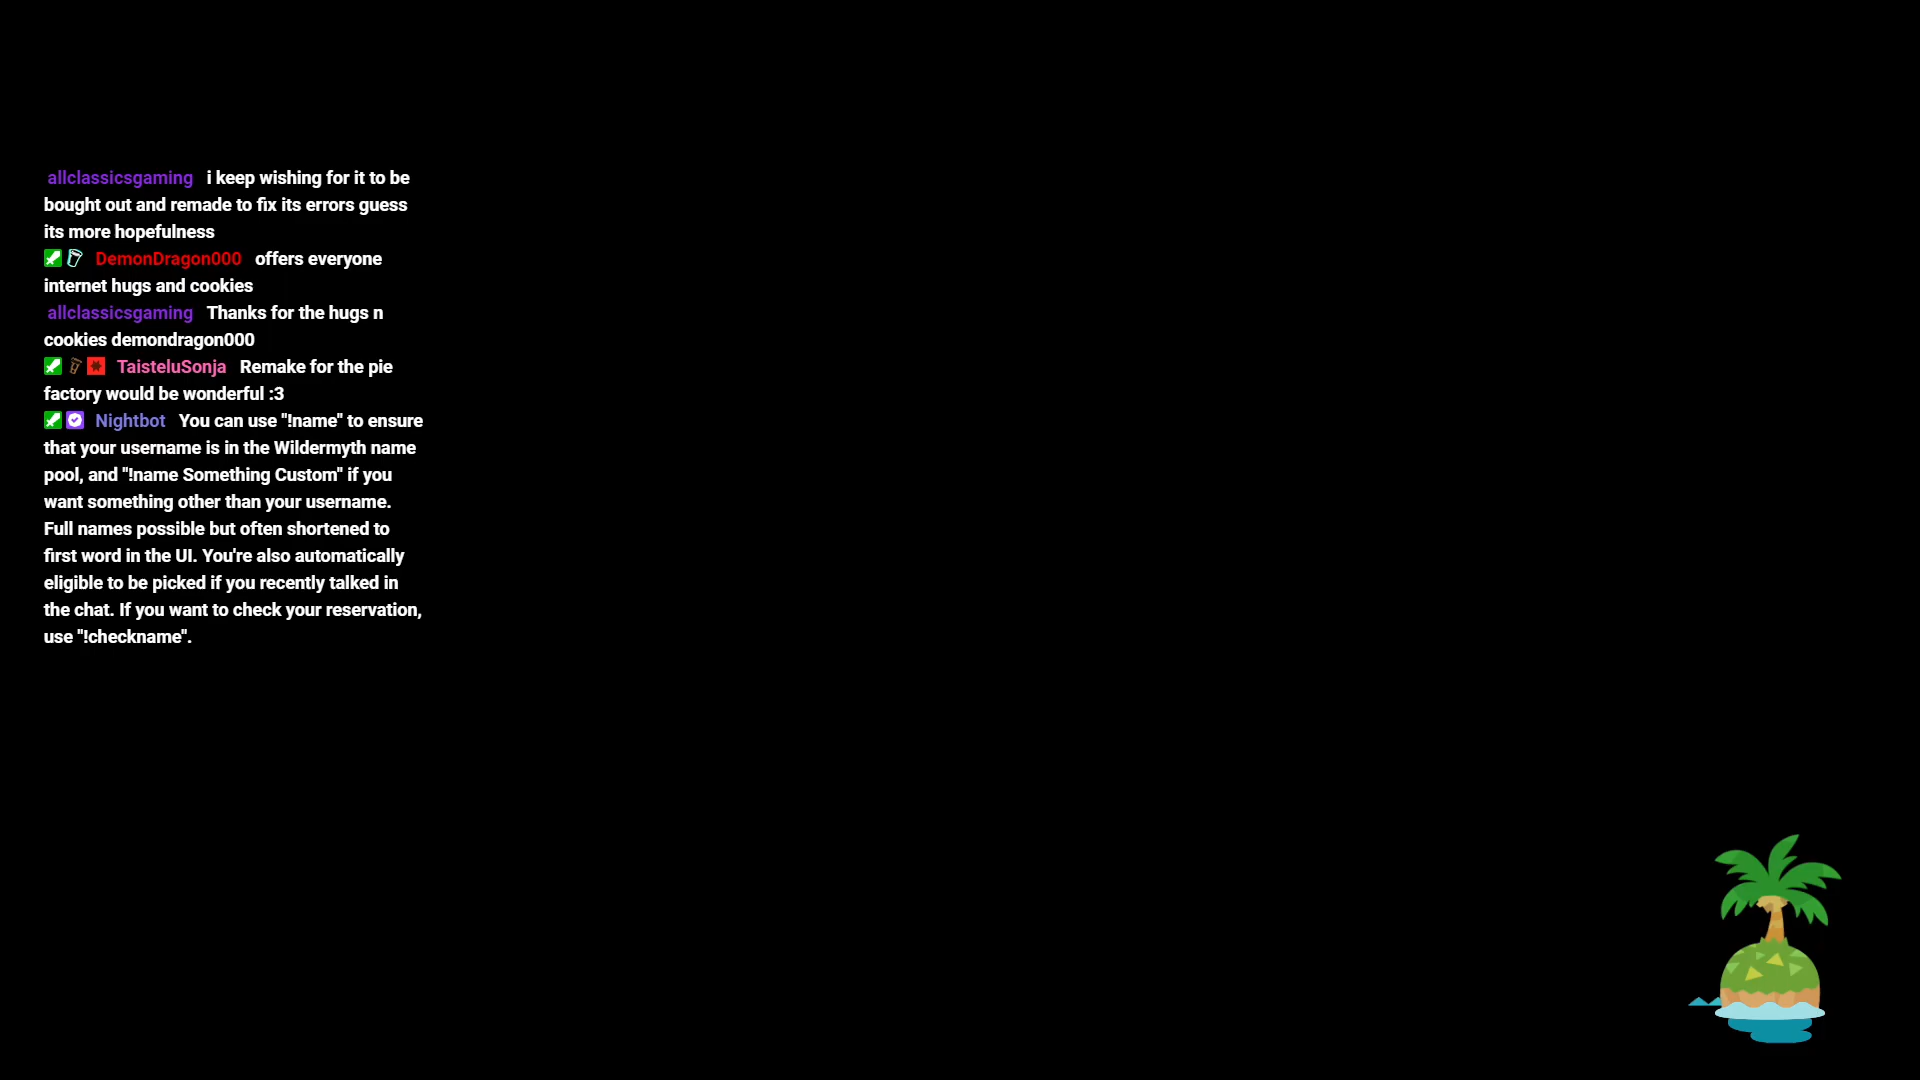 allclassicsgaming i keep wishing for it to be
bought out and remade to fix its errors guess
its more hopefulness
DemonDragon000 offers everyone
internet hugs and cookies
allclassicsgaming Thanks for the hugs n
cookies demondragon000
TaisteluSonja Remake for the pie
factory would be wonderful :3
Nightbot You can use "!name" to ensure
that your username is in the Wildermyth name
pool, and "!name Something Custom" if you
want something other than your username.
Full names possible but often shortened to
first word in the UI. You're also automatically
eligible to be picked if you recently talked in
the chat. If you want to check your reservation,
use "!checkname".